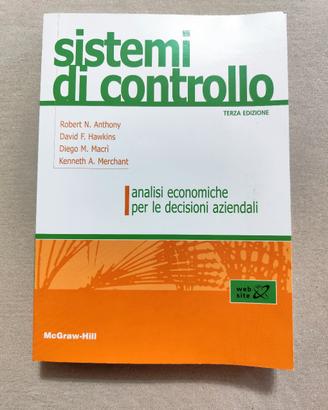 sistemi
di controllo
TERZA EDIZIONE
Robert N. Anthony
David F. Hawkins
Diego M. Macrì
Kenneth A. Merchant
analisi economiche
per le decisioni aziendali
web
site
McGraw-Hill